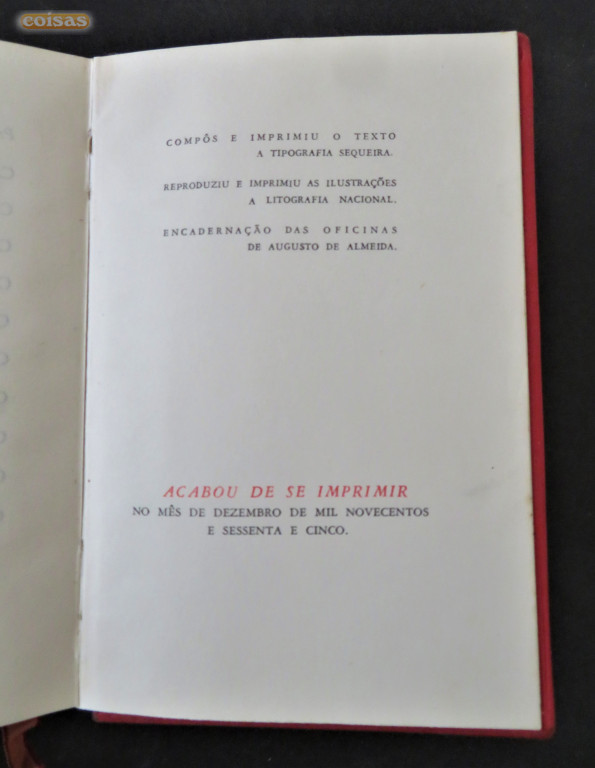 coisas
COMPÔS E IMPRIMIU O TEXTO
A TIPOGRAFIA SEQUEIRA.
REPRODUZIU E IMPRIMIU AS ILUSTRAÇÕES
A LITOGRAFIA NACIONAL.
ENCADERNAÇÃO DAS OFICINAS
DE AUGUSTO DE ALMEIDA.
ACABOU DE SE IMPRIMIR
NO MÊS DE DEZEMBRO DE MIL NOVECENTOS
E SESSENTA E CINCO.